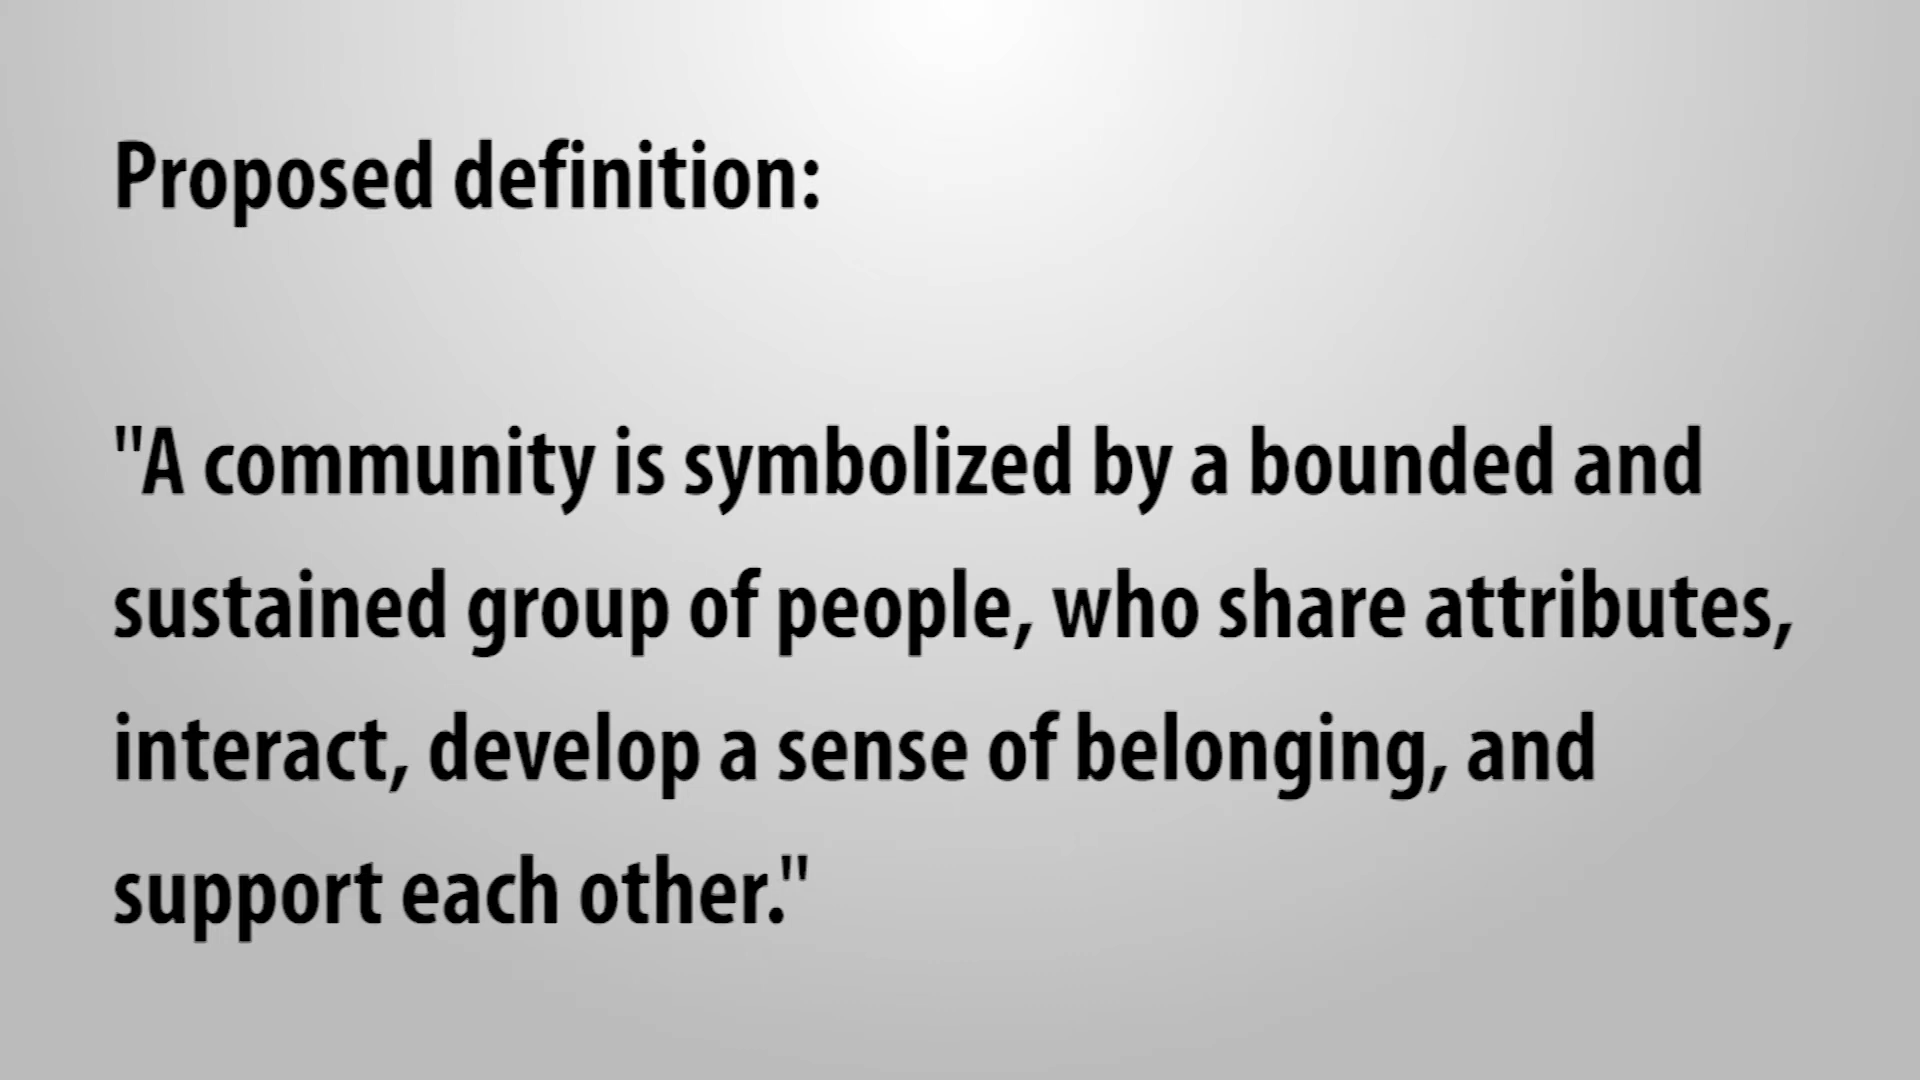 Proposed definition:
"A community is symbolized by a bounded and
sustained group of people, who share attributes,
interact, develop a sense of belonging, and
support each other."